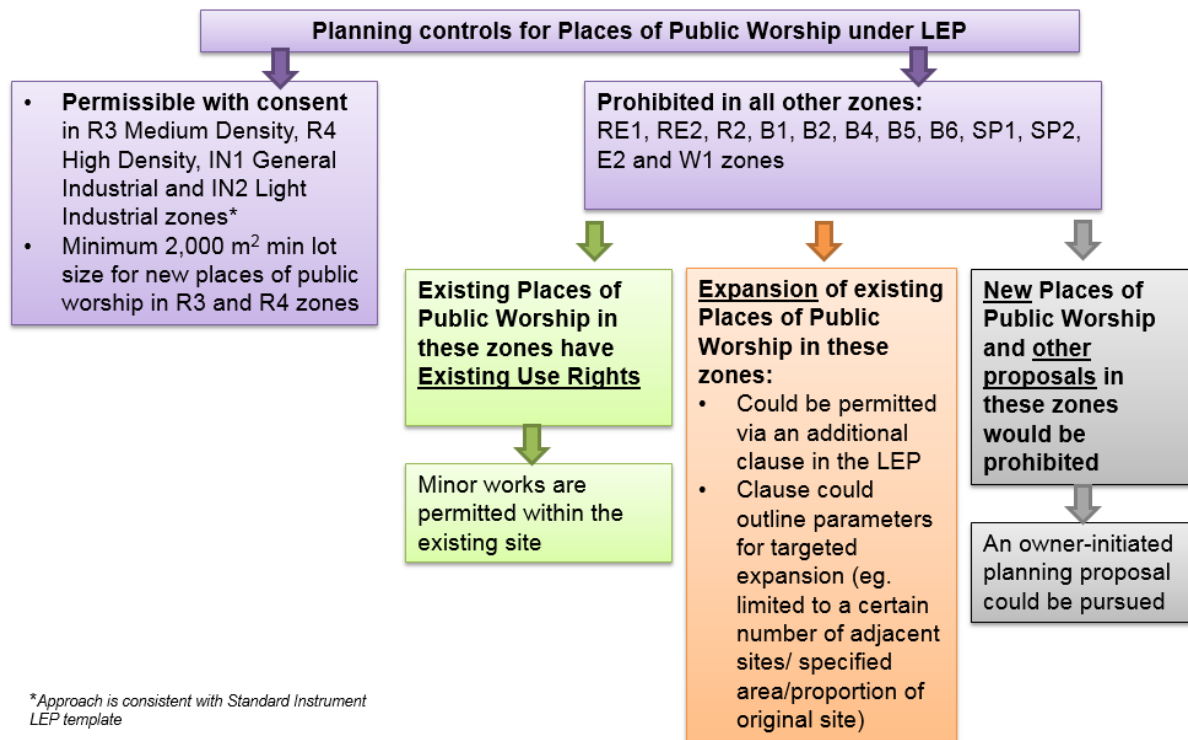 Planning controls for Places of Public Worship under LEP
• Permissible with consent
in R3 Medium Density, R4
High Density, IN1 General
Industrial and IN2 Light
Industrial zones*
• Minimum 2,000 m² min lot
size for new places of public
worship in R3 and R4 zones
Prohibited in all other zones:
RE1, RE2, R2, B1, B2, B4, B5, B6, SP1, SP2,
E2 and W1 zones
Existing Places of
Public Worship in
these zones have
Existing Use Rights
Minor works are
permitted within the
existing site
Expansion of existing
Places of Public
Worship in these
zones:
• Could be permitted
via an additional
clause in the LEP
• Clause could
outline parameters
for targeted
expansion (eg.
limited to a certain
number of adjacent
sites/ specified
area/proportion of
original site)
New Places of
Public Worship
and other
proposals in
these zones
would be
prohibited
An owner-initiated
planning proposal
could be pursued
*Approach is consistent with Standard Instrument
LEP template